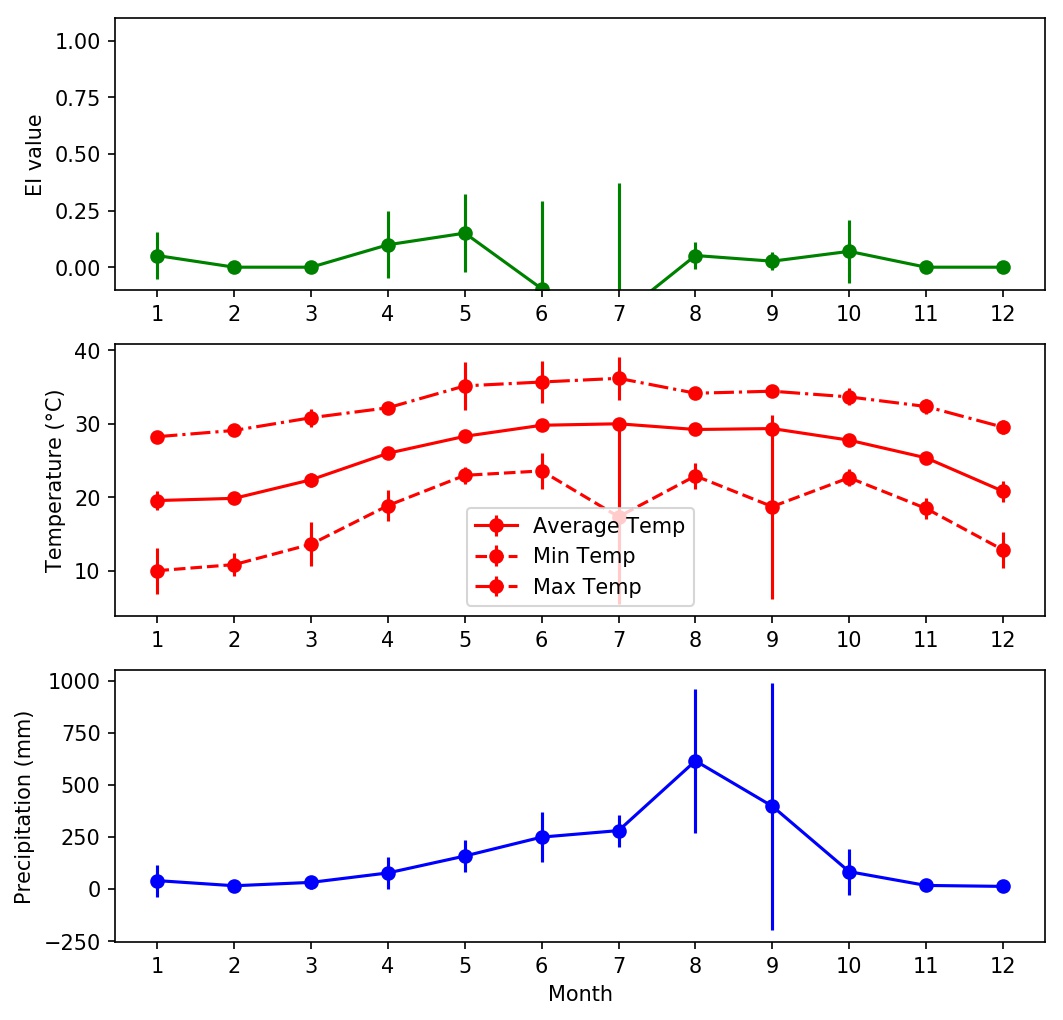 1.00
0.75
0.50
0.25
0.00
EI value
1 2 3 4 5 6 7 8 9 10 11 12
40
30
20
10
Temperature (°C)
Average Temp
Min Temp
Max Temp
1 2 3 4 5 6 7 8 9 10 11 12
1000
750
500
250
0
−250
Precipitation (mm)
1 2 3 4 5 6 7 8 9 10 11 12
Month